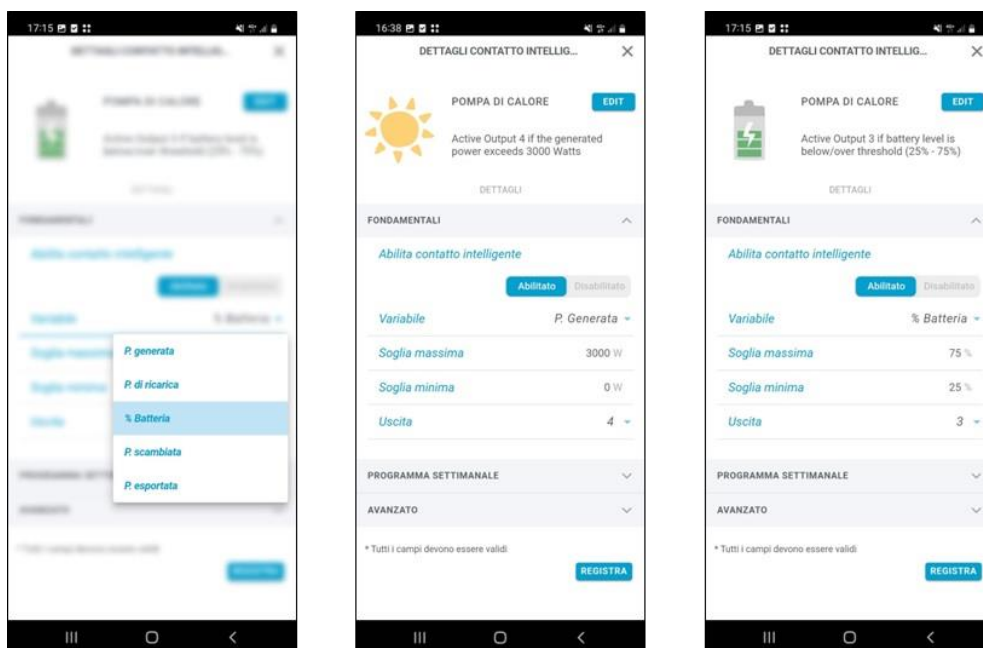 17:15
P. generata
P. di ricarica
% Batteria
P. scambiata
P. esportata
16:38
DETTAGLI CONTATTO INTELLIG...
POMPA DI CALORE
EDIT
Active Output 4 if the generated
power exceeds 3000 Watts
DETTAGLI
FONDAMENTALI
Abilita contatto intelligente
Abilitato Disabilitato
Variabile P. Generata
Soglia massima 3000 W
Soglia minima 0 W
Uscita 4
PROGRAMMA SETTIMANALE
AVANZATO
* Tutti i campi devono essere validi
REGISTRA
17:15
DETTAGLI CONTATTO INTELLIG...
POMPA DI CALORE
EDIT
Active Output 3 if battery level is
below/over threshold (25% - 75%)
DETTAGLI
FONDAMENTALI
Abilita contatto intelligente
Abilitato Disabilitato
Variabile % Batteria
Soglia massima 75 %
Soglia minima 25 %
Uscita 3
PROGRAMMA SETTIMANALE
AVANZATO
* Tutti i campi devono essere validi
REGISTRA